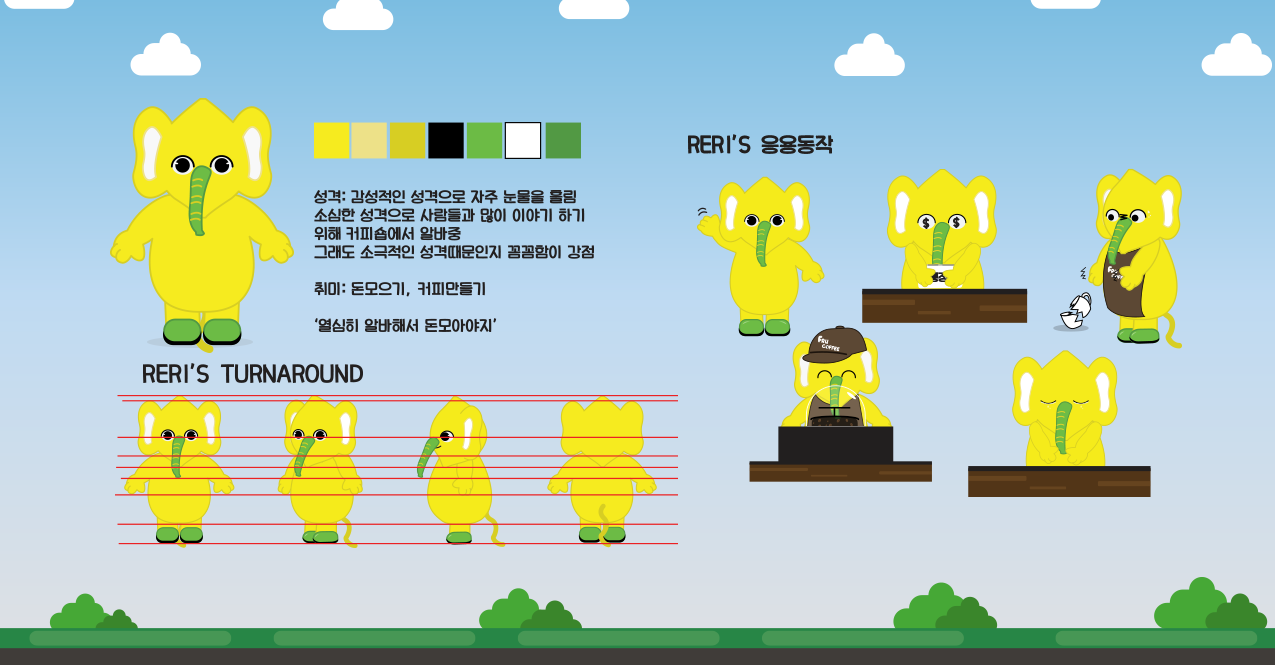 성격: 감성적인 성격으로 자주 눈물을 흘림
소심한 성격으로 사람들과 많이 이야기 하기
위해 커피숍에서 알바중
그래도 소극적인 성격때문인지 꼼꼼함이 강점
취미: 돈모으기, 커피만들기
‘열심히 알바해서 돈모아야지’
RERI'S TURNAROUND
RERI'S 응용동작
$ $
FRU
COFFEE